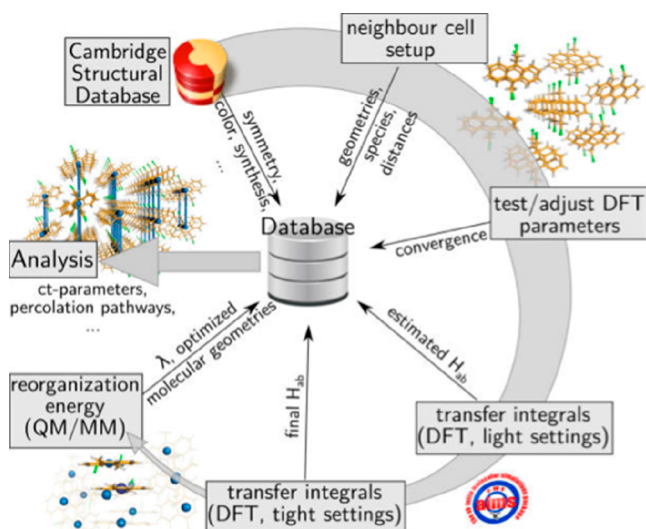 Cambridge
Structural
Database
neighbour cell
setup
symmetry,
color, synthesis,
...
geometries,
species,
distances
Database
test/adjust DFT
parameters
convergence
Analysis
ct-parameters,
percolation pathways,
...
λ, optimized
molecular geometries
estimated H_ab
reorganization
energy
(QM/MM)
final H_ab
transfer integrals
(DFT, light settings)
transfer integrals
(DFT, tight settings)